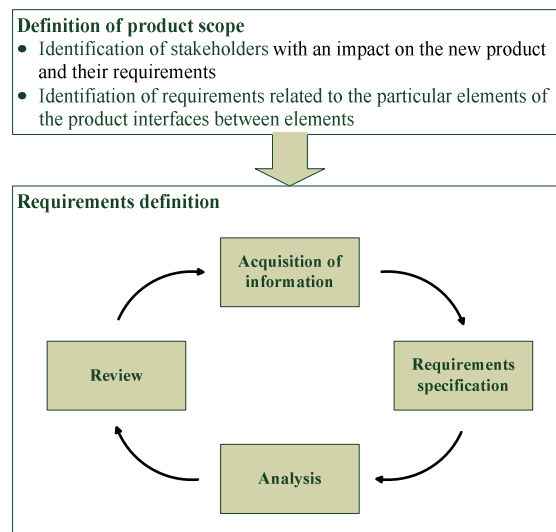 Definition of product scope
• Identification of stakeholders with an impact on the new product
and their requirements
• Identifiation of requirements related to the particular elements of
the product interfaces between elements
Requirements definition
Acquisition of
information
Requirements
specification
Review
Analysis